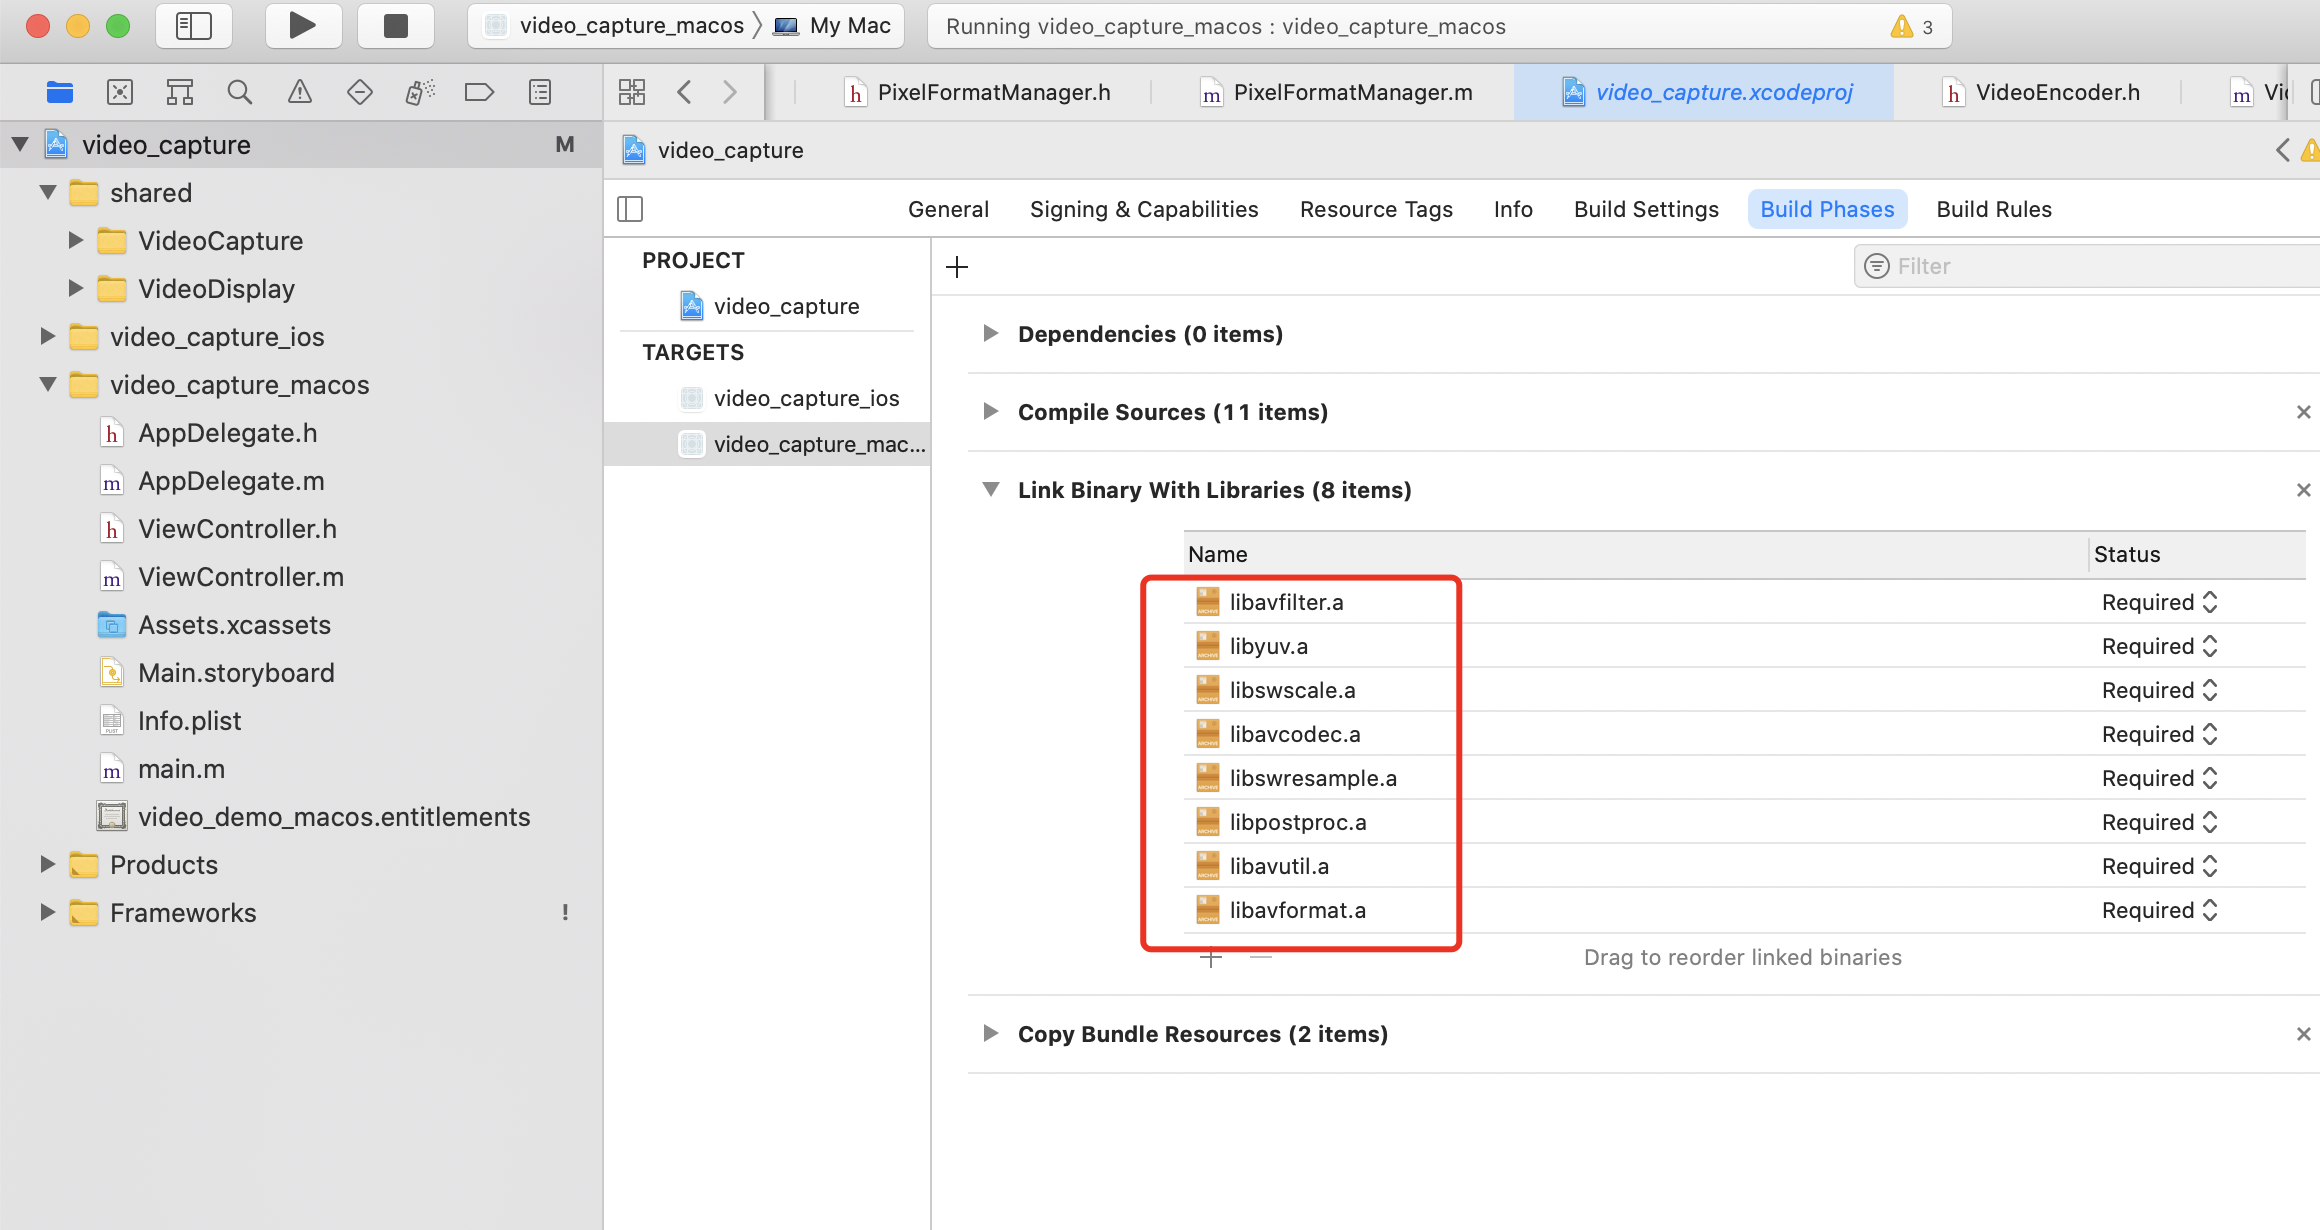 video_capture_macos My Mac
Running video_capture_macos : video_capture_macos 3
PixelFormatManager.h PixelFormatManager.m video_capture.xcodeproj VideoEncoder.h
video_capture M
video_capture
General Signing & Capabilities Resource Tags Info Build Settings Build Phases Build Rules
shared
VideoCapture
VideoDisplay
video_capture_ios
video_capture_macos
AppDelegate.h
AppDelegate.m
ViewController.h
ViewController.m
Assets.xcassets
Main.storyboard
Info.plist
main.m
video_demo_macos.entitlements
Products
Frameworks !
PROJECT
video_capture
TARGETS
video_capture_ios
video_capture_mac...
Filter
Dependencies (0 items)
Compile Sources (11 items)
Link Binary With Libraries (8 items)
Name Status
libavfilter.a Required
libyuv.a Required
libswscale.a Required
libavcodec.a Required
libswresample.a Required
libpostproc.a Required
libavutil.a Required
libavformat.a Required
Drag to reorder linked binaries
Copy Bundle Resources (2 items)